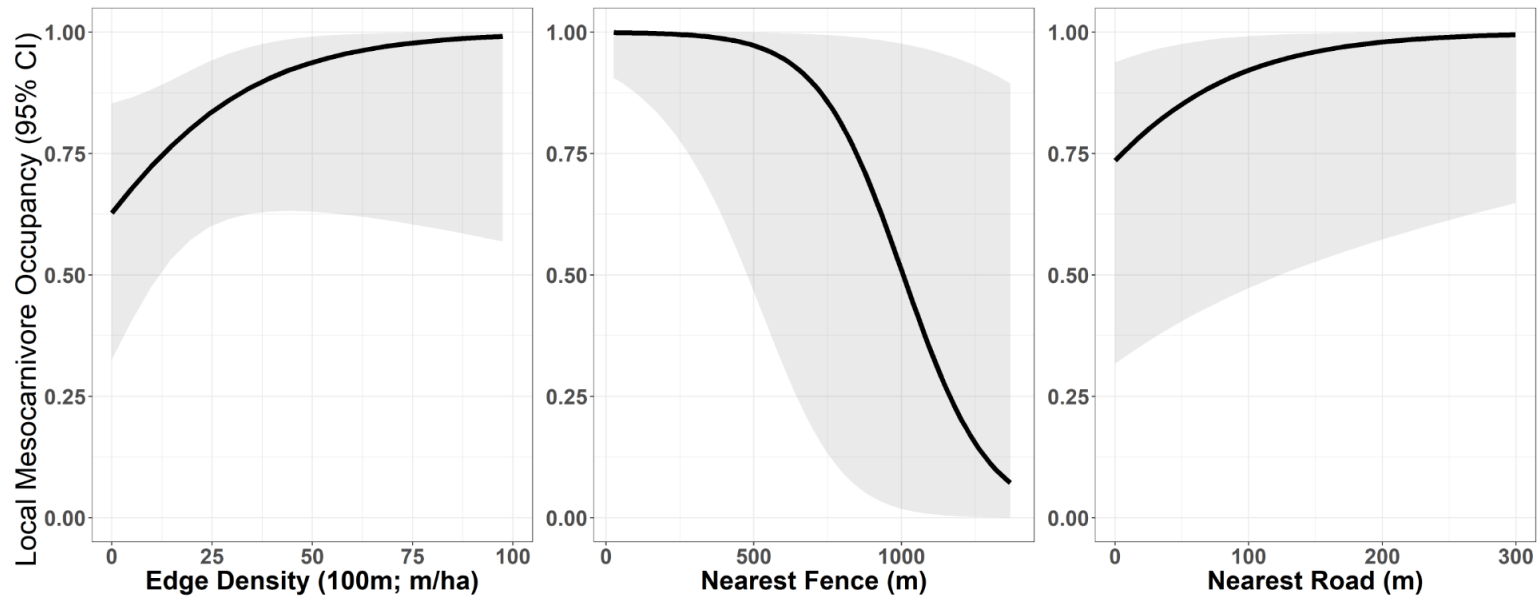 Local Mesocarnivore Occupancy (95% CI)
1.00
0.75
0.50
0.25
0.00
0 25 50 75 100
Edge Density (100m; m/ha)
1.00
0.75
0.50
0.25
0.00
0 500 1000
Nearest Fence (m)
1.00
0.75
0.50
0.25
0.00
0 100 200 300
Nearest Road (m)